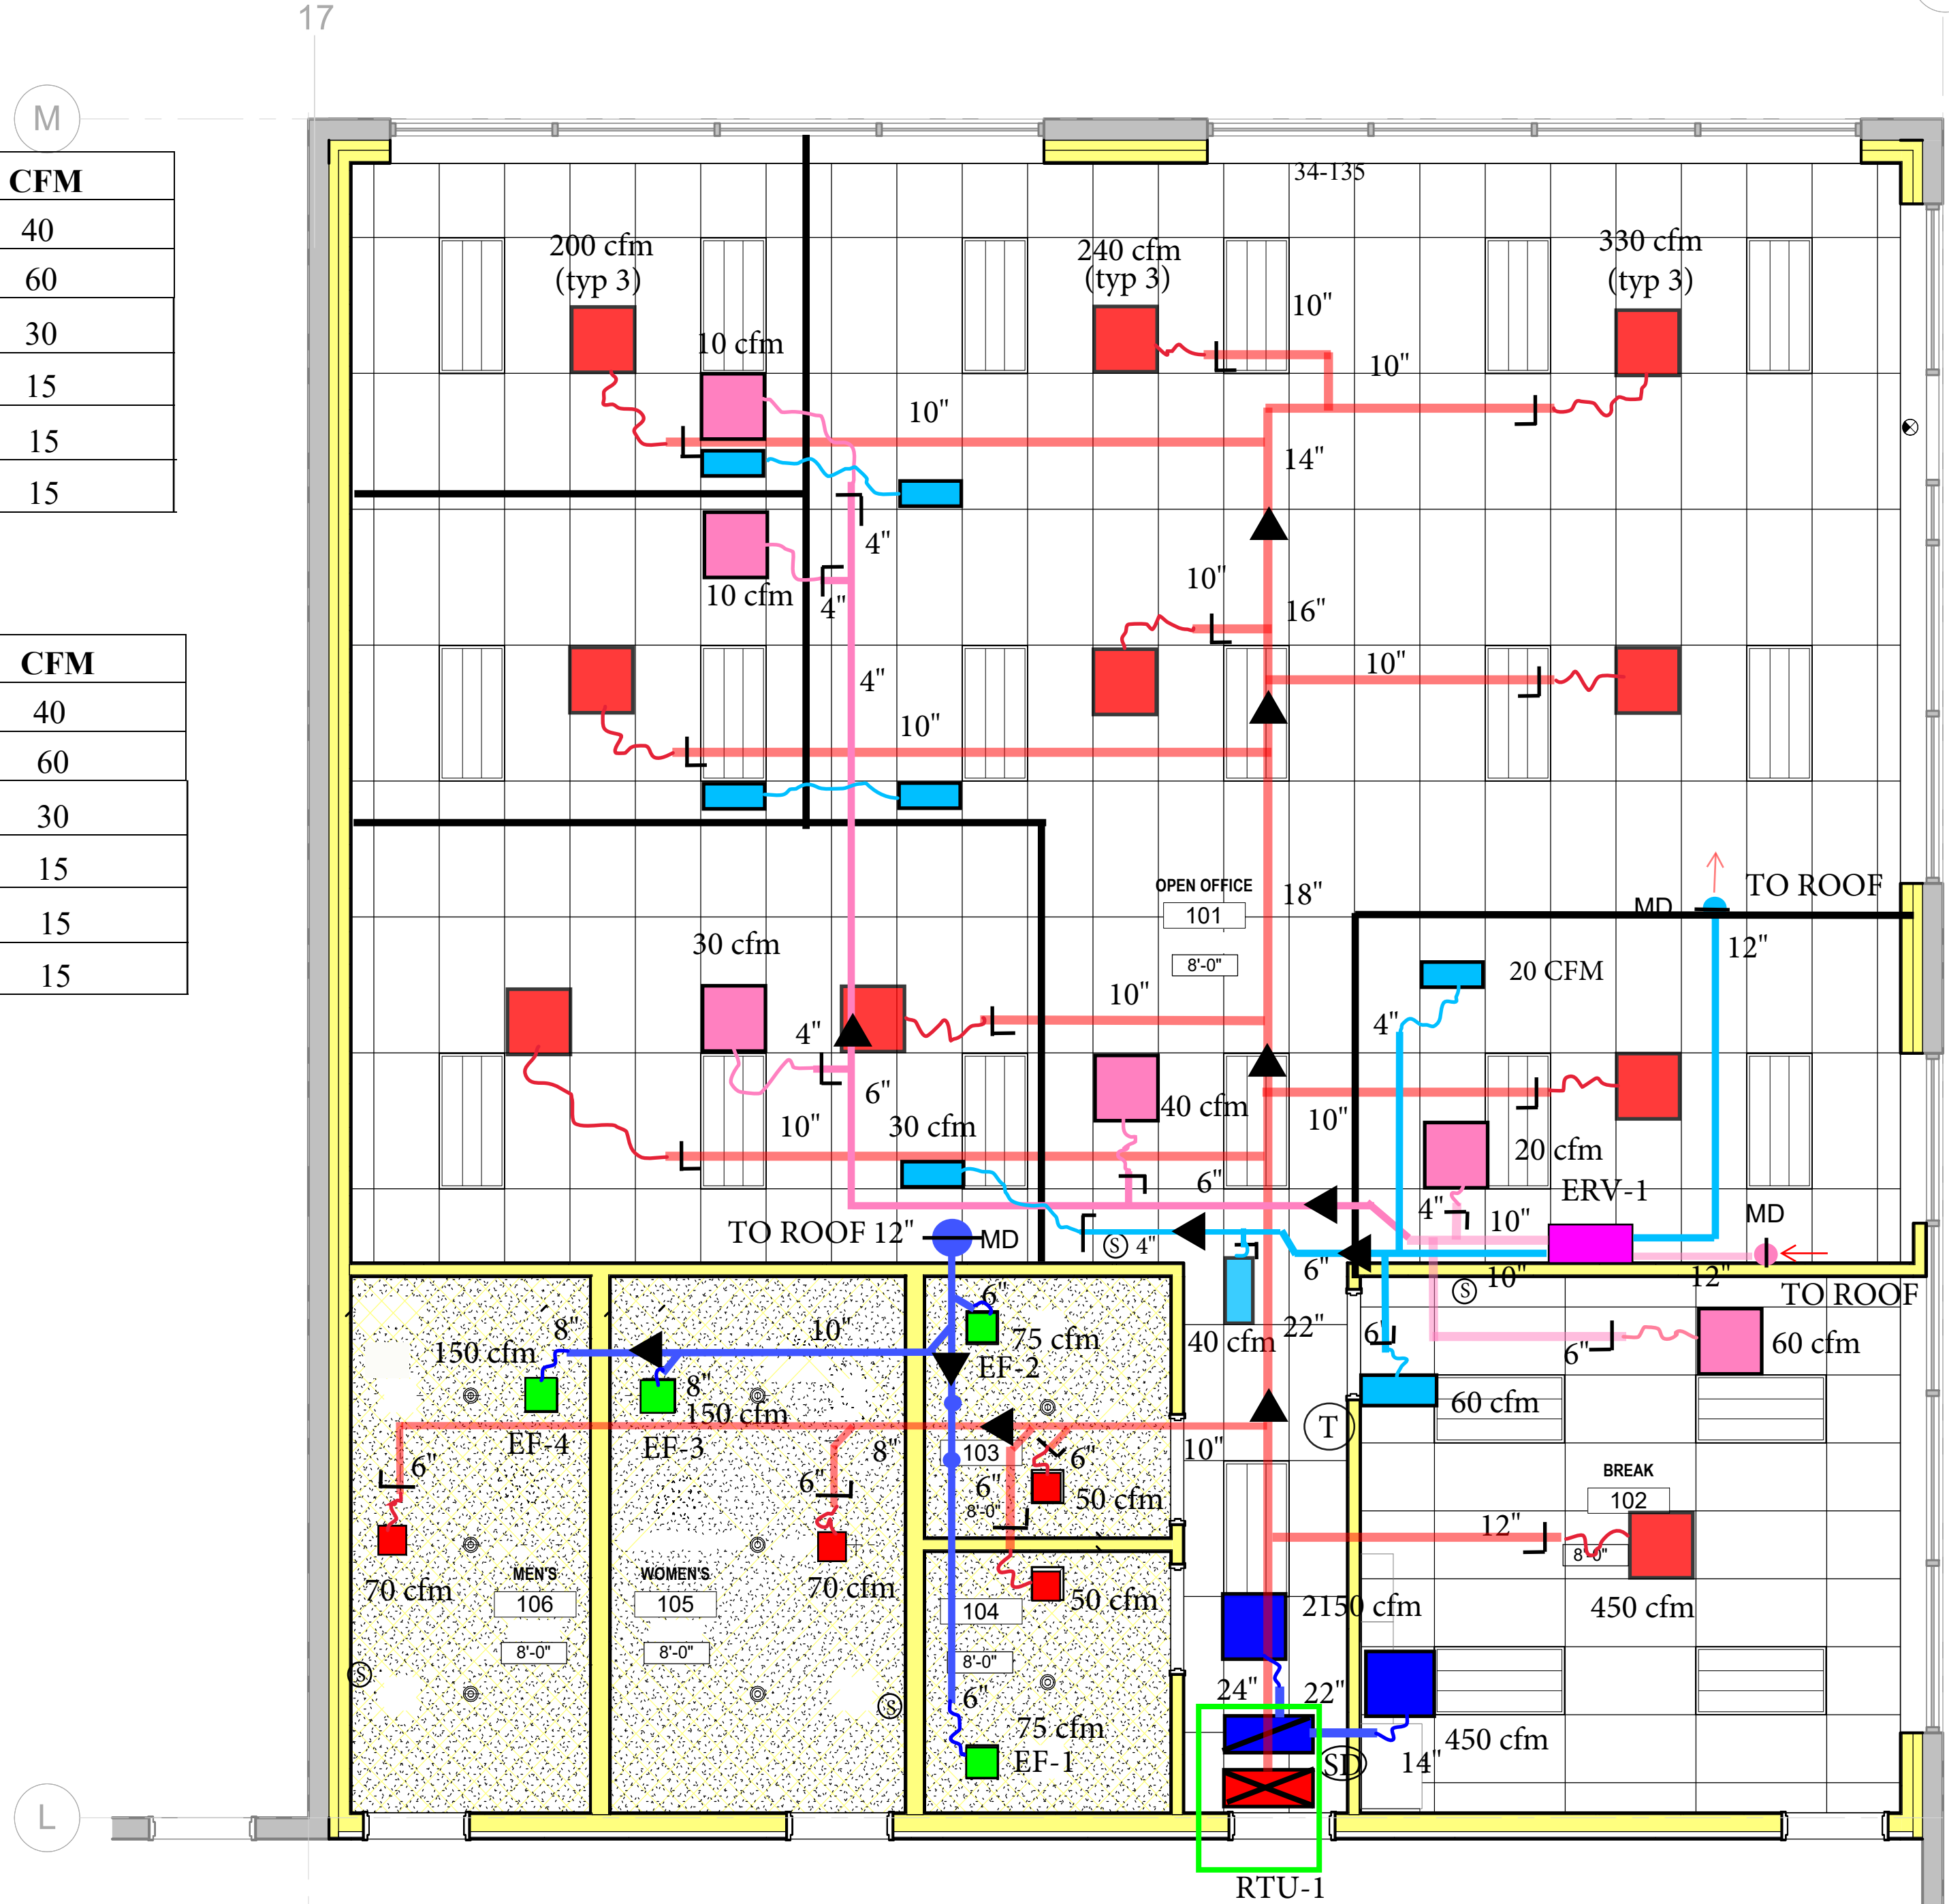 17
M
CFM
40
60
30
15
15
15
CFM
40
60
30
15
15
15
34-135
200 cfm
(typ 3)
240 cfm
(typ 3)
330 cfm
(typ 3)
10"
10 cfm
10"
10"
14"
4"
10 cfm
4"
10"
16"
4"
10"
10"
OPEN OFFICE
101
8'-0"
18"
MD
TO ROOF
12"
30 cfm
20 CFM
10"
4"
4"
6"
40 cfm
10"
10"
30 cfm
20 cfm
6"
ERV-1
4"
10"
MD
TO ROOF 12"
MD
S
4"
6"
10"
12"
TO ROOF
S
6"
8"
10"
75 cfm
22"
6"
150 cfm
40 cfm
6"
60 cfm
EF-2
8"
150 cfm
60 cfm
EF-4
EF-3
8"
103
6"
10"
T
6"
6"
6"
8'-0"
50 cfm
BREAK
102
12"
8'-0"
70 cfm
MEN'S
106
8'-0"
WOMEN'S
105
8'-0"
70 cfm
104
8'-0"
50 cfm
2150 cfm
450 cfm
S
S
6"
24"
22"
75 cfm
EF-1
SD
14"
450 cfm
L
RTU-1